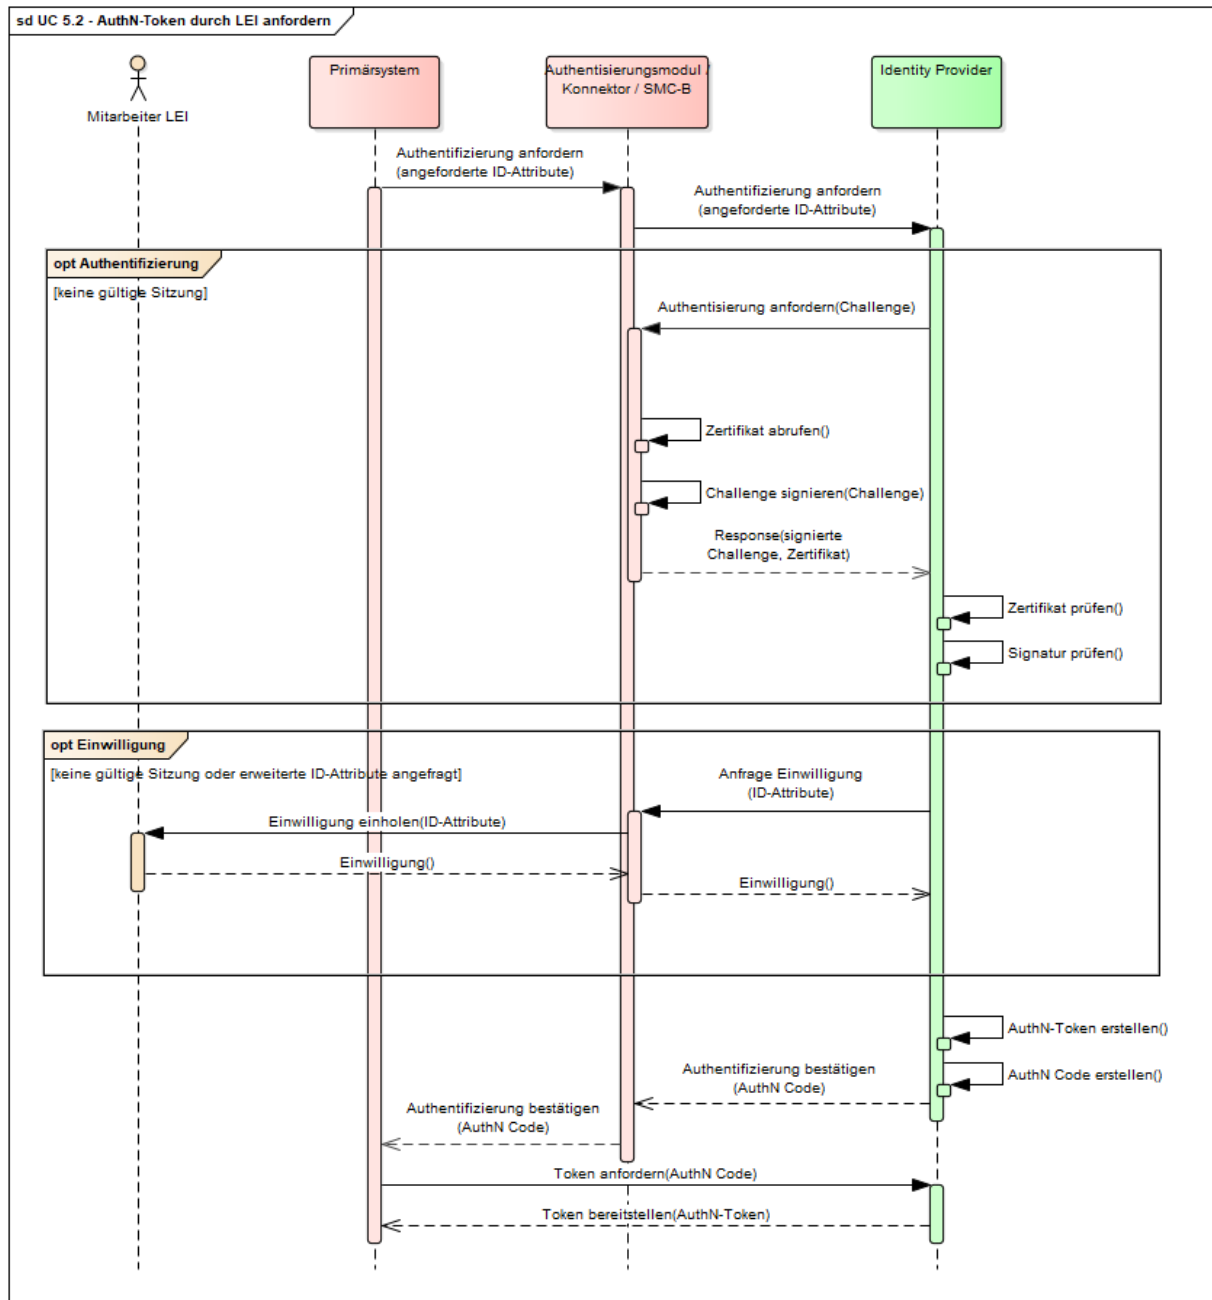 sd UC 5.2 - AuthN-Token durch LEI anfordern
Mitarbeiter LEI
Primärsystem
Authentisierungsmodul /
Konnektor / SMC-B
Identity Provider
Authentifizierung anfordern
(angeforderte ID-Attribute)
Authentifizierung anfordern
(angeforderte ID-Attribute)
opt Authentifizierung
[keine gültige Sitzung]
Authentisierung anfordern(Challenge)
Zertifikat abrufen()
Challenge signieren(Challenge)
Response(signierte
Challenge, Zertifikat)
Zertifikat prüfen()
Signatur prüfen()
opt Einwilligung
[keine gültige Sitzung oder erweiterte ID-Attribute angefragt]
Anfrage Einwilligung
(ID-Attribute)
Einwilligung einholen(ID-Attribute)
Einwilligung()
Einwilligung()
AuthN-Token erstellen()
AuthN Code erstellen()
Authentifizierung bestätigen
(AuthN Code)
Authentifizierung bestätigen
(AuthN Code)
Token anfordern(AuthN Code)
Token bereitstellen(AuthN-Token)